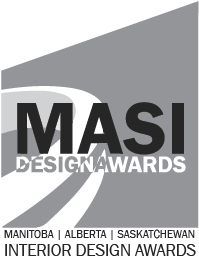 MASI
DESIGNAWARDS
MANITOBA | ALBERTA | SASKATCHEWAN
INTERIOR DESIGN AWARDS